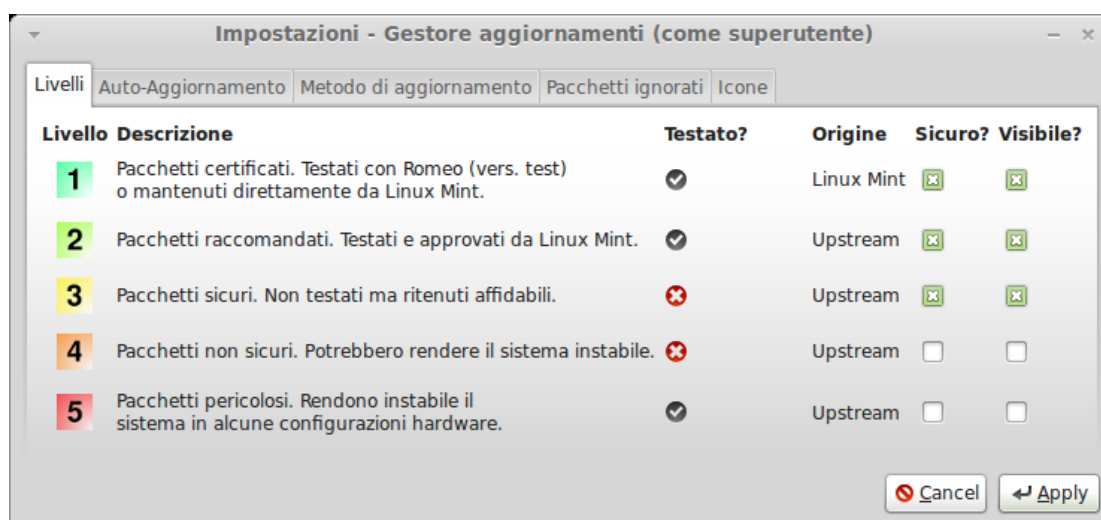 Impostazioni - Gestore aggiornamenti (come superutente)
Livelli Auto-Aggiornamento Metodo di aggiornamento Pacchetti ignorati Icone
Livello Descrizione Testato? Origine Sicuro? Visibile?
1 Pacchetti certificati. Testati con Romeo (vers. test)
o mantenuti direttamente da Linux Mint. Linux Mint
2 Pacchetti raccomandati. Testati e approvati da Linux Mint. Upstream
3 Pacchetti sicuri. Non testati ma ritenuti affidabili. Upstream
4 Pacchetti non sicuri. Potrebbero rendere il sistema instabile. Upstream
5 Pacchetti pericolosi. Rendono instabile il
sistema in alcune configurazioni hardware. Upstream
Cancel Apply